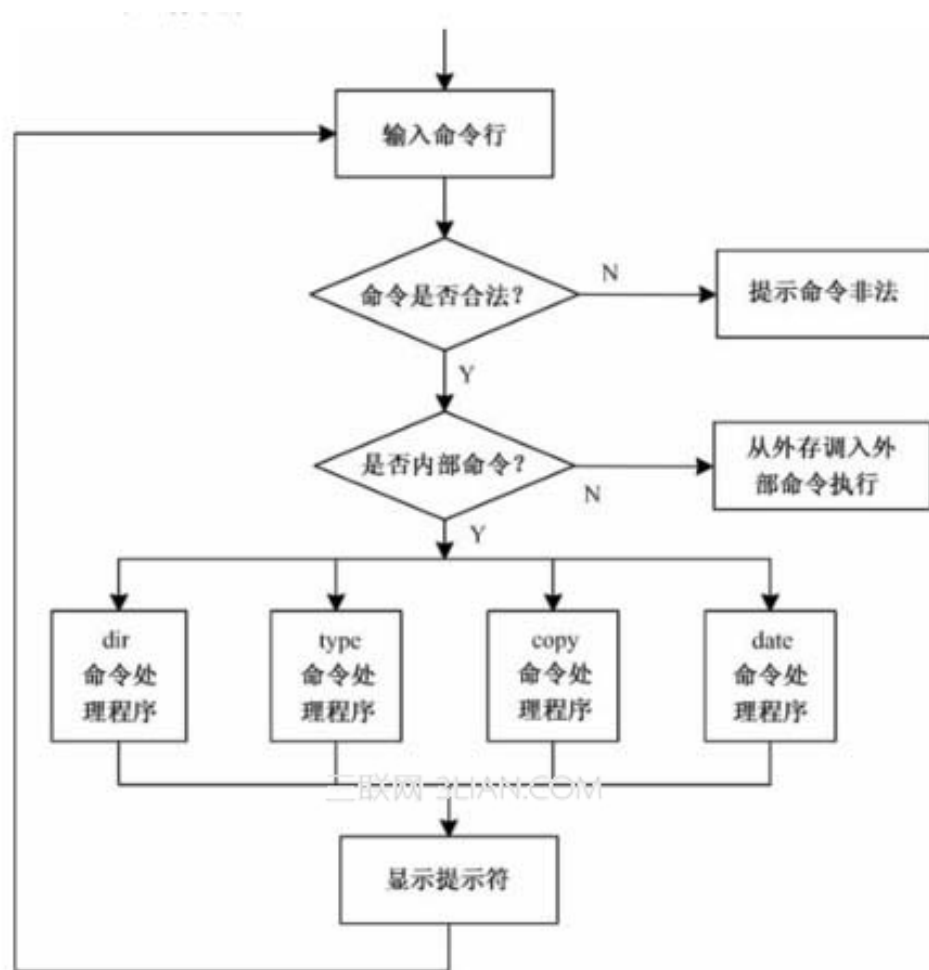 输入命令行
命令是否合法?
N
提示命令非法
Y
是否内部命令?
N
从外存调入外
部命令执行
Y
dir
命令处
理程序
type
命令处
理程序
copy
命令处
理程序
date
命令处
理程序
三联网 3LIAN.COM
显示提示符